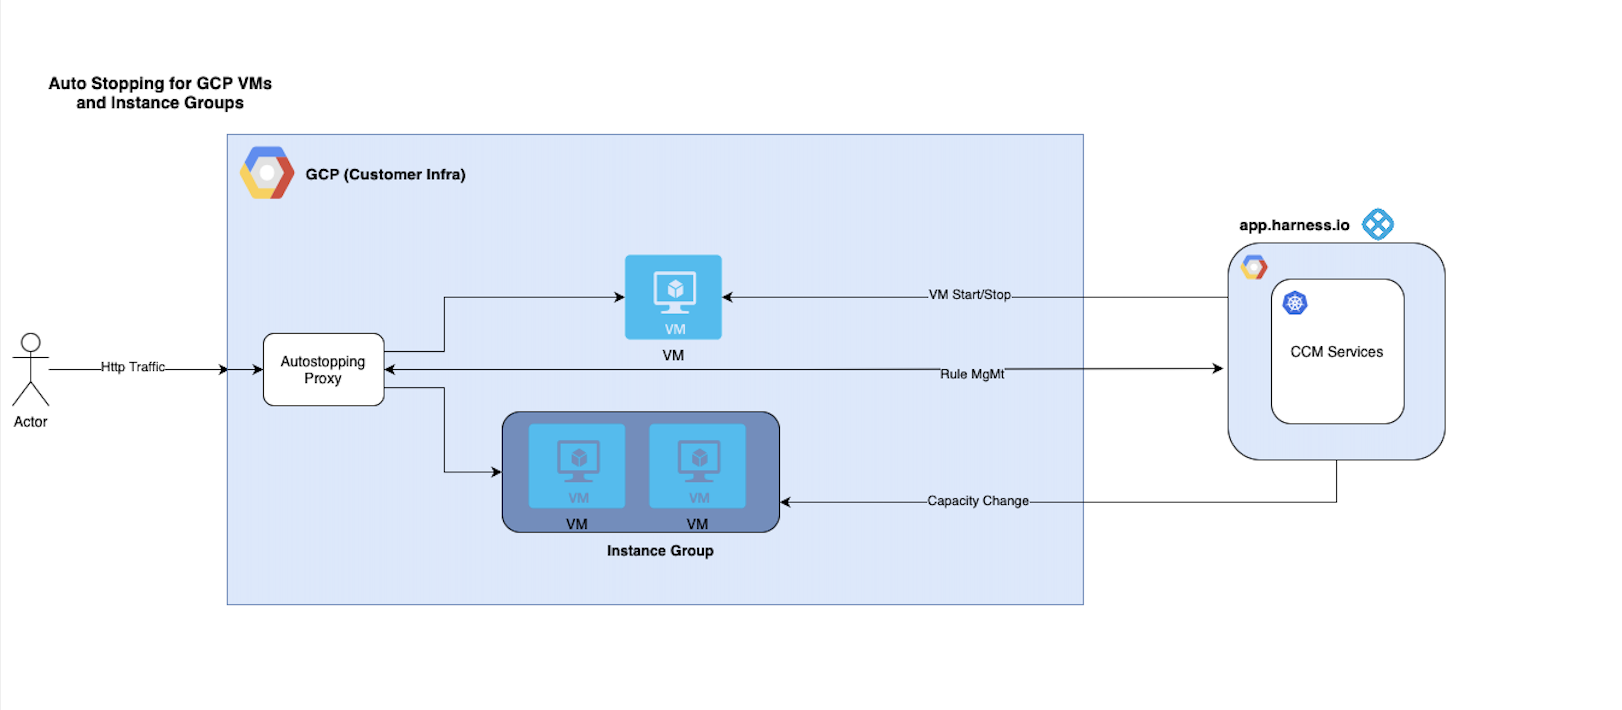 Auto Stopping for GCP VMs
and Instance Groups
GCP (Customer Infra)
app.harness.io
VM
VM Start/Stop
VM
CCM Services
Http Traffic
Autostopping
Proxy
Rule MgMt
Actor
VM
VM
Capacity Change
VM
VM
Instance Group